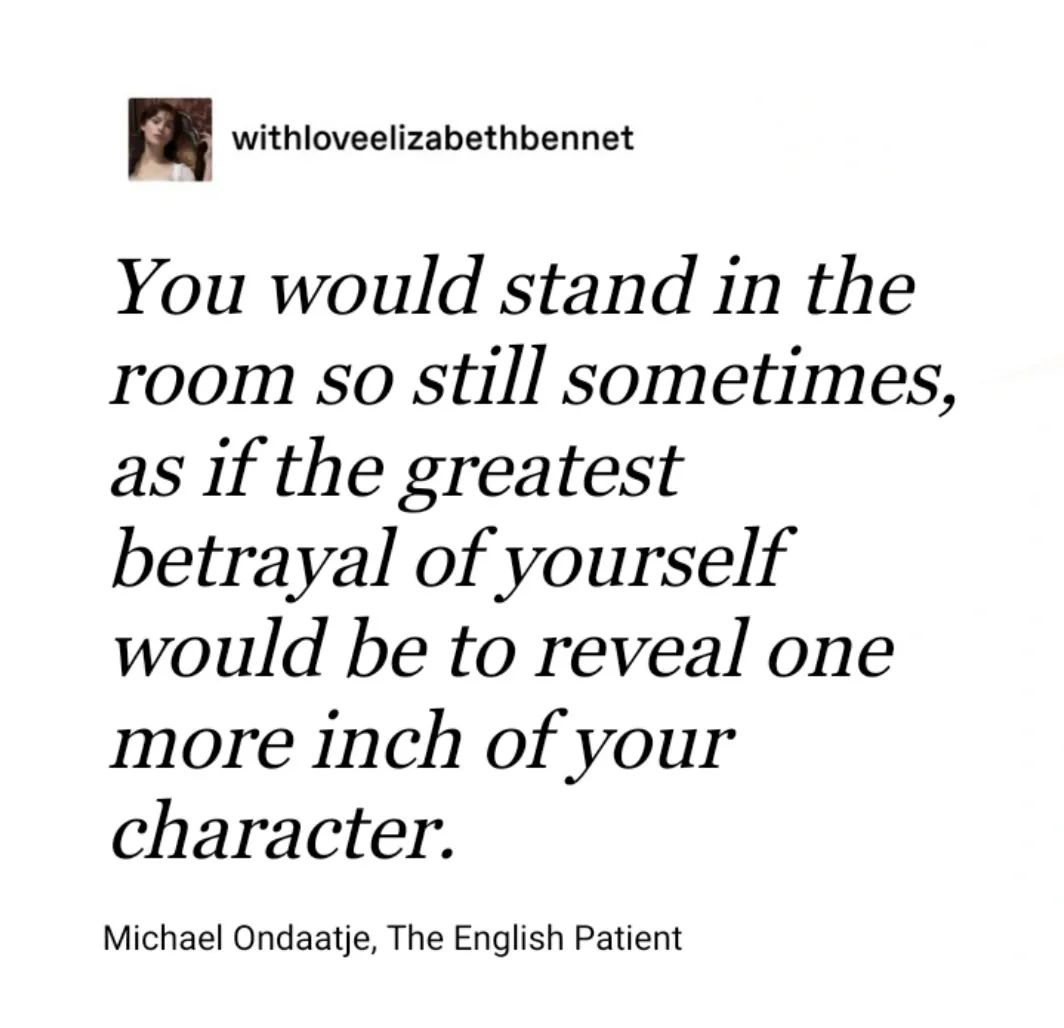 withloveelizabethbennet
You would stand in the
room so still sometimes,
as if the greatest
betrayal of yourself
would be to reveal one
more inch of your
character.
Michael Ondaatje, The English Patient